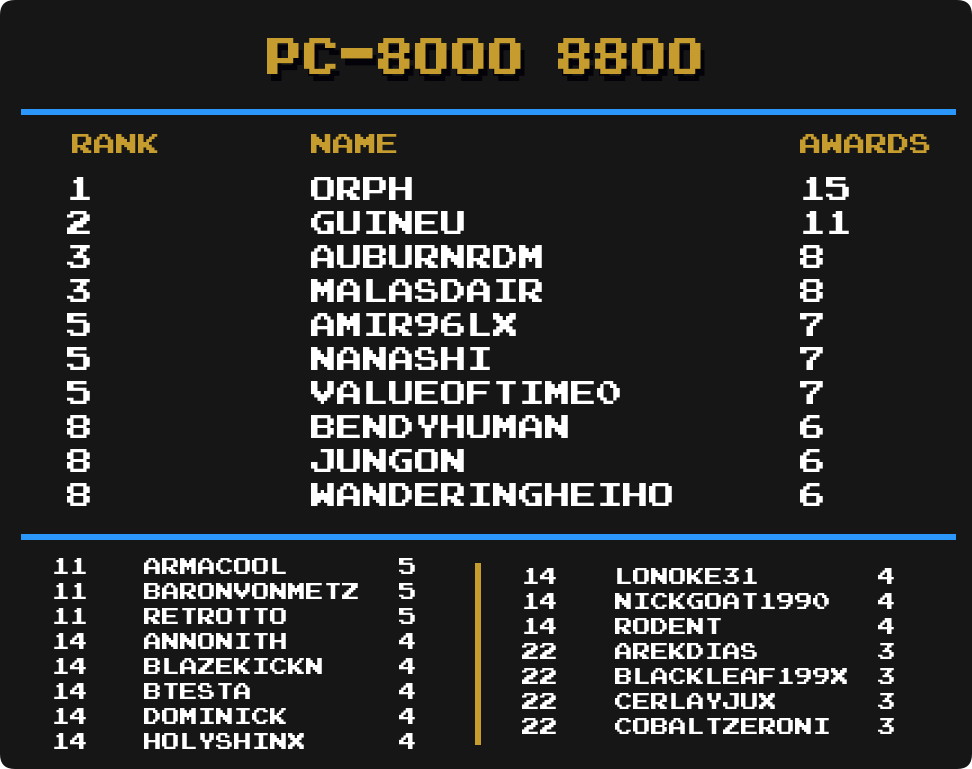 PC-8000 8800
RANK NAME AWARDS
1 ORPH 15
2 GUINEU 11
3 AUBURNRDM 8
3 MALASDAIR 8
5 AMIR96LX 7
5 NANASHI 7
5 VALUEOFTIME0 7
8 BENDYHUMAN 6
8 JUNGON 6
8 WANDERINGHEIHO 6
11 ARMACOOL 5
11 BARONVONMETZ 5
11 RETROTTO 5
14 ANNONITH 4
14 BLAZEKICKN 4
14 BTESTA 4
14 DOMINICK 4
14 HOLYSHINX 4
14 LONOKE31 4
14 NICKGOAT1990 4
14 RODENT 4
22 AREKDIAS 3
22 BLACKLEAF199X 3
22 CERLAYJUX 3
22 COBALTZERONI 3